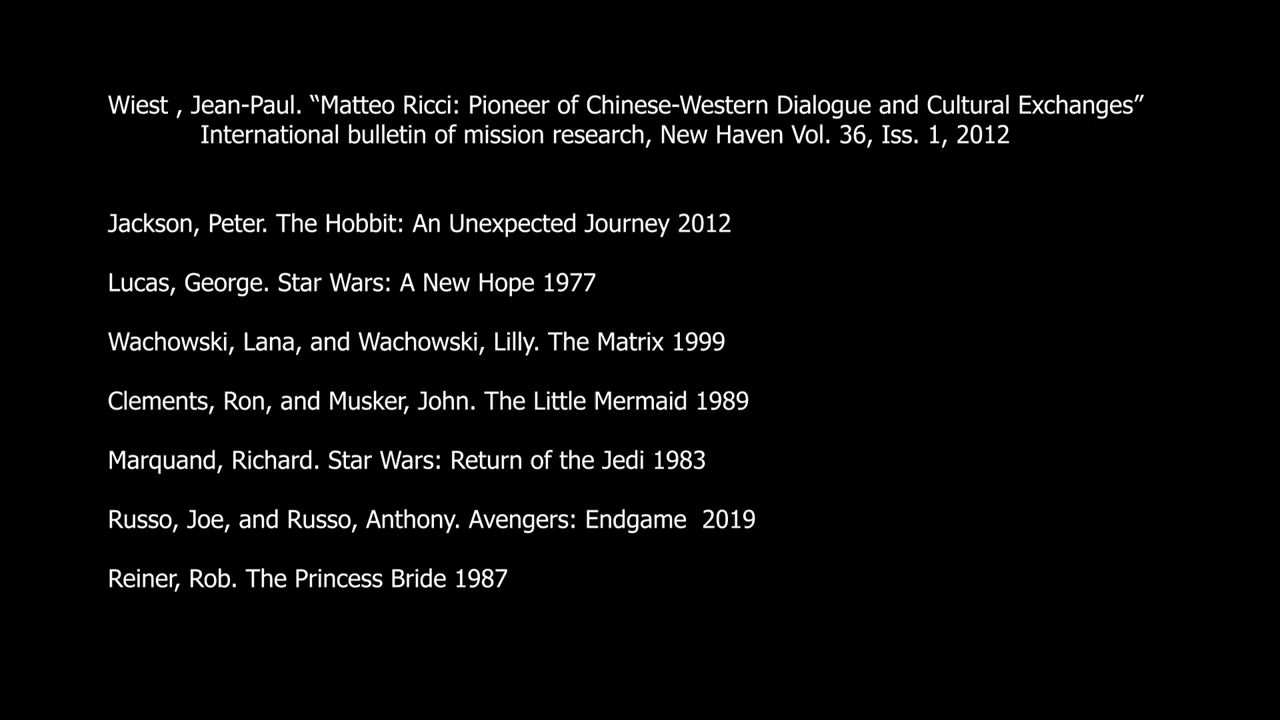 Wiest , Jean-Paul. “Matteo Ricci: Pioneer of Chinese-Western Dialogue and Cultural Exchanges”
International bulletin of mission research, New Haven Vol. 36, Iss. 1, 2012
Jackson, Peter. The Hobbit: An Unexpected Journey 2012
Lucas, George. Star Wars: A New Hope 1977
Wachowski, Lana, and Wachowski, Lilly. The Matrix 1999
Clements, Ron, and Musker, John. The Little Mermaid 1989
Marquand, Richard. Star Wars: Return of the Jedi 1983
Russo, Joe, and Russo, Anthony. Avengers: Endgame  2019
Reiner, Rob. The Princess Bride 1987